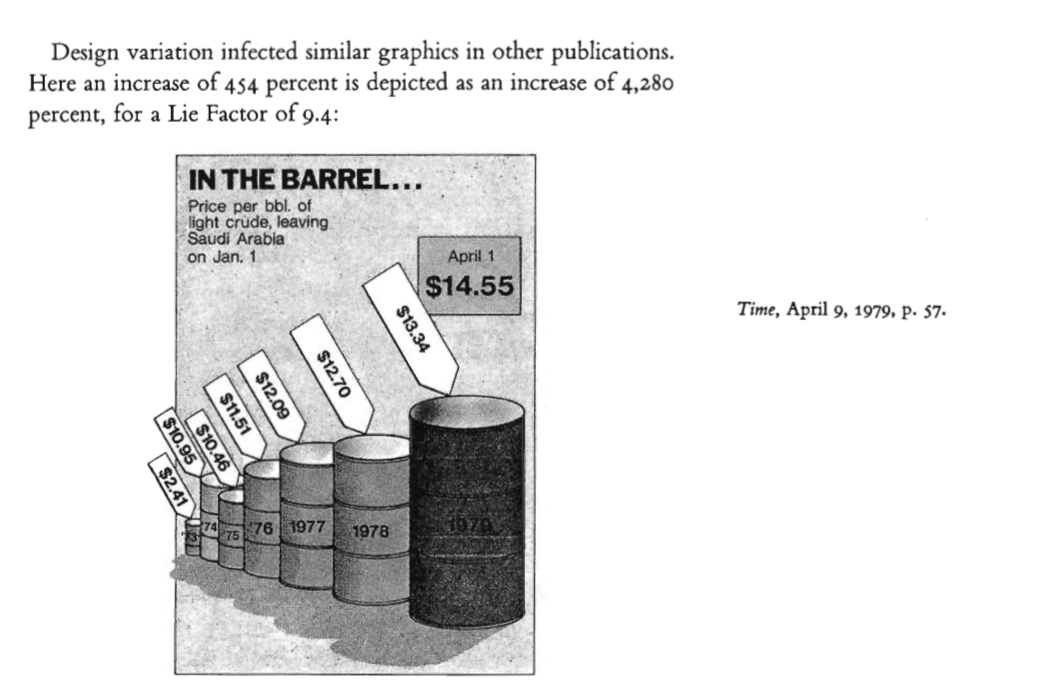 Design variation infected similar graphics in other publications.
Here an increase of 454 percent is depicted as an increase of 4,280
percent, for a Lie Factor of 9.4:
IN THE BARREL...
Price per bbl. of
light crude, leaving
Saudi Arabia
on Jan. 1
April 1
$14.55
$13.34
$12.70
$12.09
$11.51
$10.46
$10.95
$2.41
'73
'74
'75
'76
1977
1978
1979
Time, April 9, 1979, p. 57.